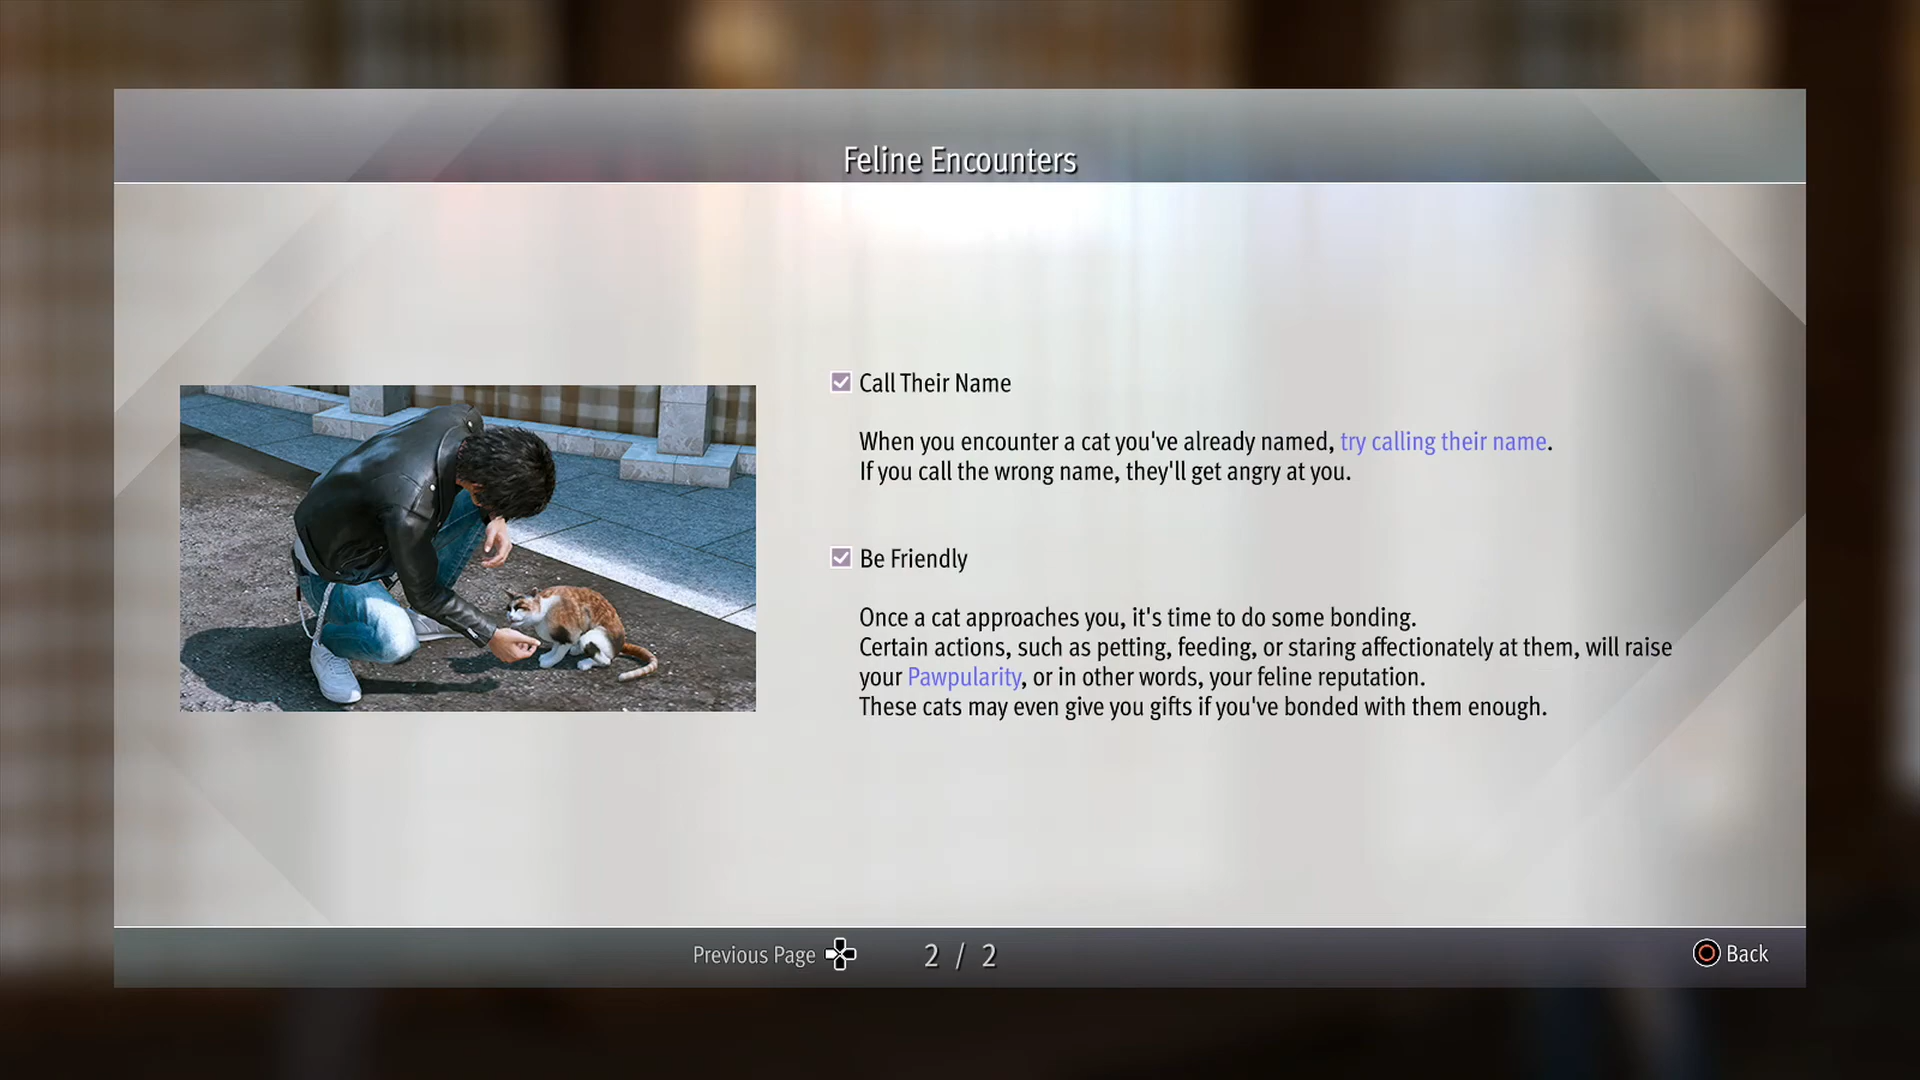 Feline Encounters
Call Their Name
When you encounter a cat you've already named, try calling their name.
If you call the wrong name, they'll get angry at you.
Be Friendly
Once a cat approaches you, it's time to do some bonding.
Certain actions, such as petting, feeding, or staring affectionately at them, will raise
your Pawpularity, or in other words, your feline reputation.
These cats may even give you gifts if you've bonded with them enough.
Previous Page 2 / 2
Back